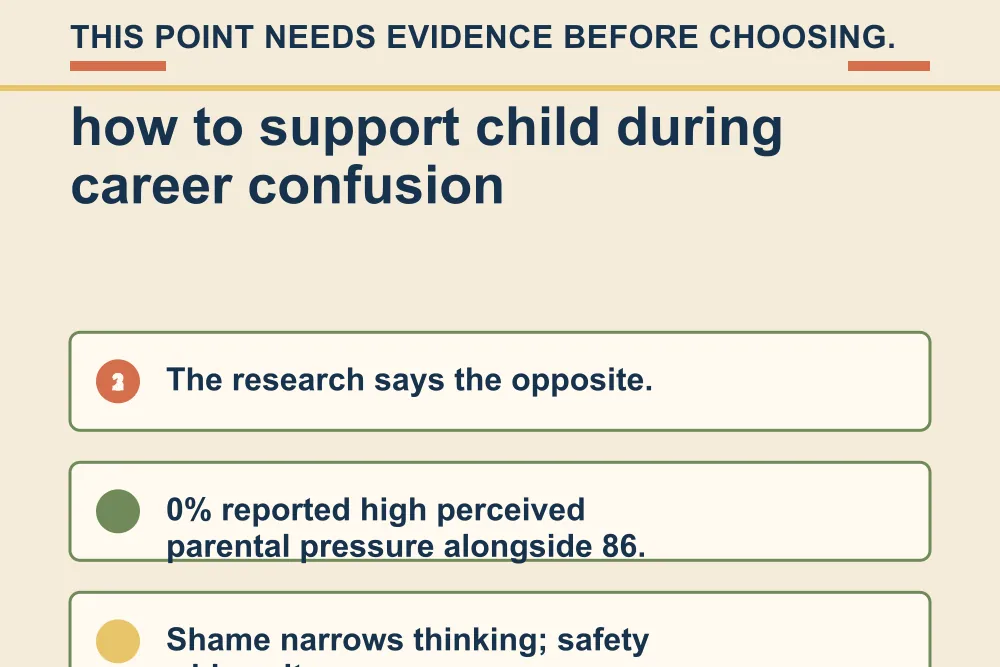 THIS POINT NEEDS EVIDENCE BEFORE CHOOSING.
how to support child during
career confusion
The research says the opposite.
0% reported high perceived
parental pressure alongside 86.
Shame narrows thinking; safety